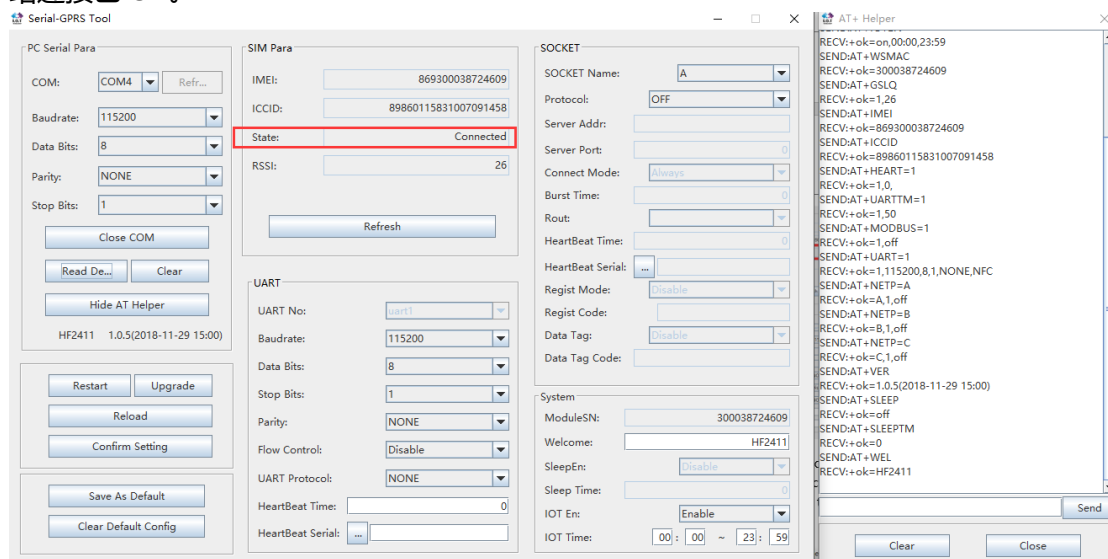 Serial-GPRS Tool
PC Serial Para
COM: COM4 Refr...
Baudrate: 115200
Data Bits: 8
Parity: NONE
Stop Bits: 1
Close COM
Read De... Clear
Hide AT Helper
HF2411 1.0.5(2018-11-29 15:00)
Restart Upgrade
Reload
Confirm Setting
Save As Default
Clear Default Config
SIM Para
IMEI: 869300038724609
ICCID: 89860115831007091458
State: Connected
RSSI: 26
Refresh
UART
UART No: uart1
Baudrate: 115200
Data Bits: 8
Stop Bits: 1
Parity: NONE
Flow Control: Disable
UART Protocol: NONE
HeartBeat Time: 0
HeartBeat Serial: ...
SOCKET
SOCKET Name: A
Protocol: OFF
Server Addr:
Server Port: 0
Connect Mode: Always
Burst Time: 0
Rout:
HeartBeat Time: 0
HeartBeat Serial: ...
Regist Mode: Disable
Regist Code:
Data Tag: Disable
Data Tag Code:
System
ModuleSN: 300038724609
Welcome: HF2411
SleepEn: Disable
Sleep Time: 0
IOT En: Enable
IOT Time: 00 : 00 ~ 23 : 59
AT+ Helper
RECV:+ok=on,00:00,23:59
SEND:AT+WSMAC
RECV:+ok=300038724609
SEND:AT+GSLQ
RECV:+ok=1,26
SEND:AT+IMEI
RECV:+ok=869300038724609
SEND:AT+ICCID
RECV:+ok=89860115831007091458
SEND:AT+HEART=1
RECV:+ok=1,0,
SEND:AT+UARTTM=1
RECV:+ok=1,50
SEND:AT+MODBUS=1
RECV:+ok=1,off
SEND:AT+UART=1
RECV:+ok=1,115200,8,1,NONE,NFC
SEND:AT+NETP=A
RECV:+ok=A,1,off
SEND:AT+NETP=B
RECV:+ok=B,1,off
SEND:AT+NETP=C
RECV:+ok=C,1,off
SEND:AT+VER
RECV:+ok=1.0.5(2018-11-29 15:00)
SEND:AT+SLEEP
RECV:+ok=off
SEND:AT+SLEEPTM
RECV:+ok=0
SEND:AT+WEL
RECV:+ok=HF2411
Send
Clear Close